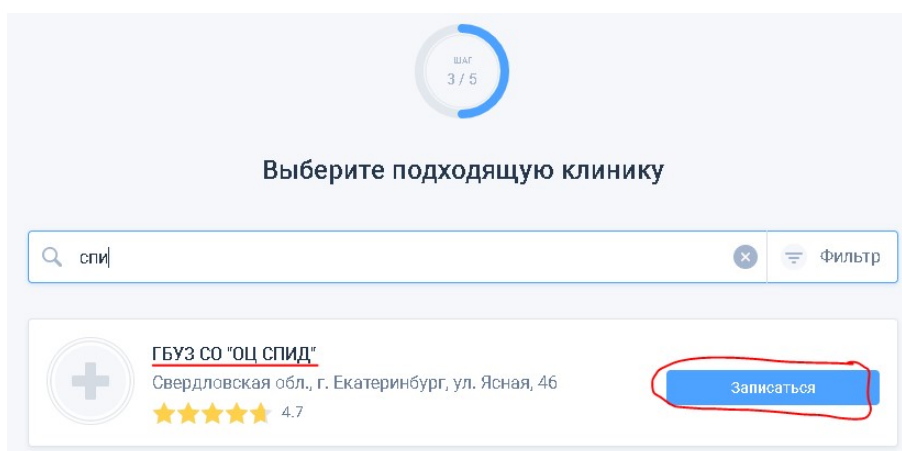 ШАГ
3 / 5
Выберите подходящую клинику
спи
Фильтр
ГБУЗ СО "ОЦ СПИД"
Свердловская обл., г. Екатеринбург, ул. Ясная, 46
4.7
Записаться